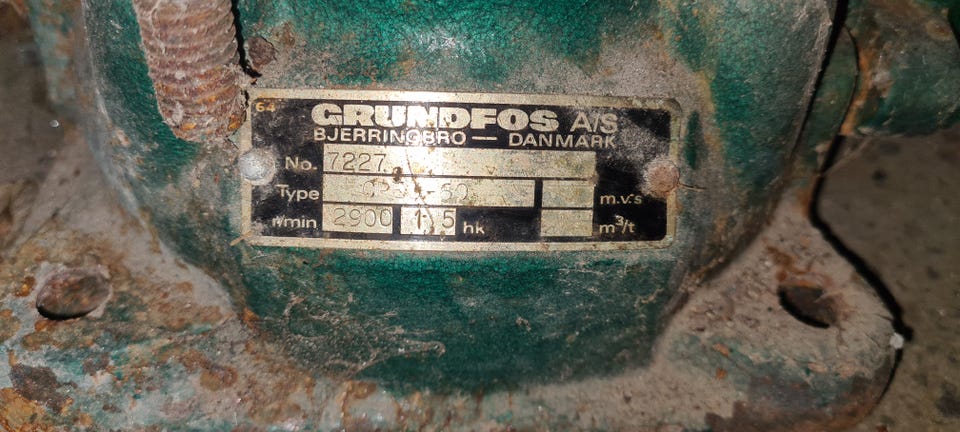 64
GRUNDFOS A/S
BJERRINGBRO — DANMARK
No. 7227
Type m.v.s
r/min 2900 1,5 hk m³/t